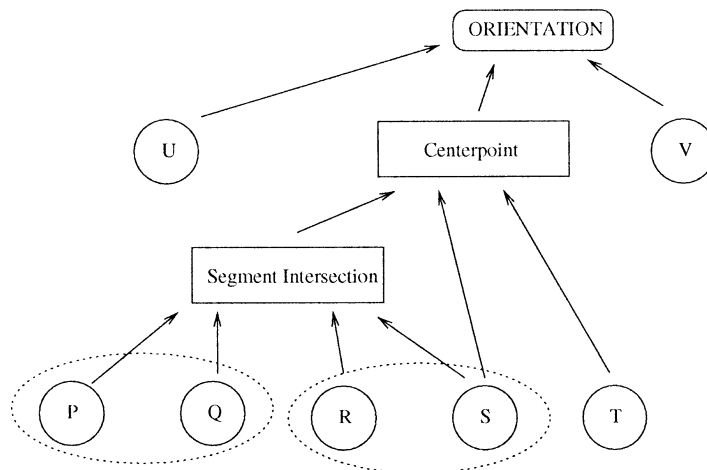 ORIENTATION
U
Centerpoint
V
Segment Intersection
P
Q
R
S
T